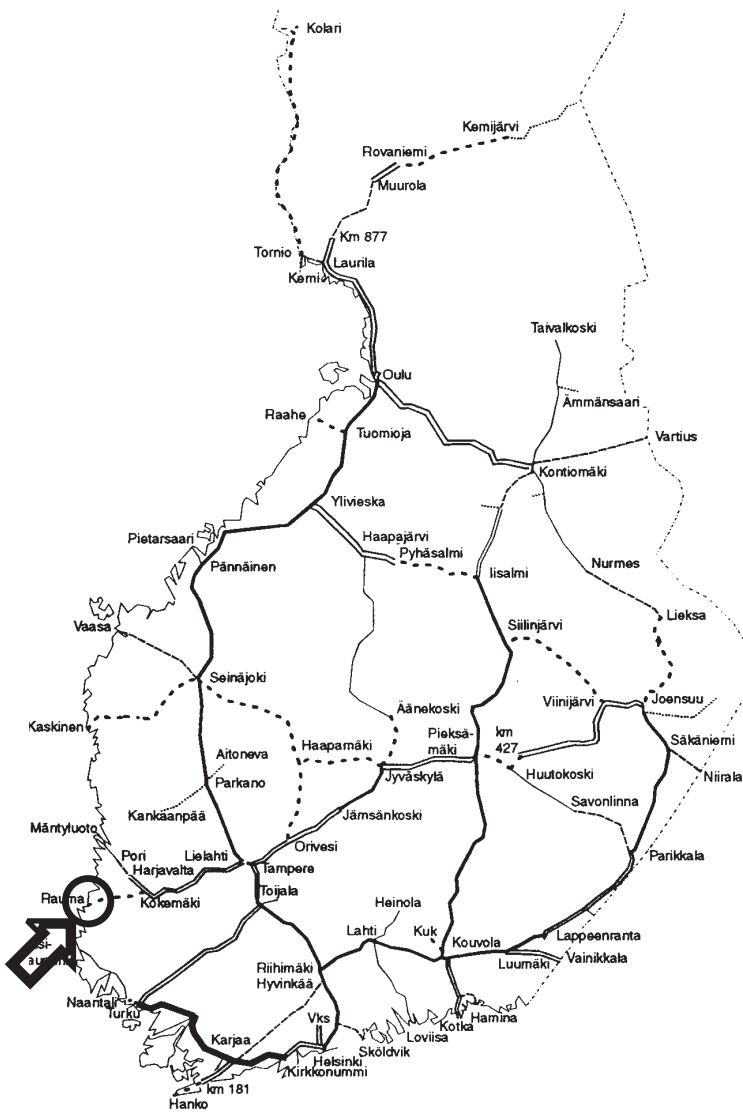 Kolari
Kemijärvi
Rovaniemi
Muurola
Km 877
Tornio
Laurila
Kemi
Taivalkoski
Oulu
Ämmänsaari
Raahe
Tuomioja
Vartius
Kontiomäki
Ylivieska
Haapajärvi
Pietarsaari
Pyhäsalmi
Nurmes
Pännäinen
Iisalmi
Lieksa
Vaasa
Siilinjärvi
Seinäjoki
Viinijärvi
Joensuu
Äänekoski
Kaskinen
Pieksä-
mäki
km
427
Säkäniemi
Haapamäki
Aitoneva
Huutokoski
Niirala
Parkano
Jyväskylä
Savonlinna
Kankaanpää
Jämsänkoski
Mäntyluoto
Orivesi
Parikkala
Pori
Lielahti
Harjavalta
Tampere
Rauma
Kokemäki
Toijala
Heinola
Lahti
Kuk
Kouvola
Lappeenranta
Luumäki
Vainikkala
Riihimäki
Hyvinkää
Naantali
Turku
Vks
Hamina
Kotka
Loviisa
Karjaa
Sköldvik
Helsinki
Kirkkonummi
km 181
Hanko